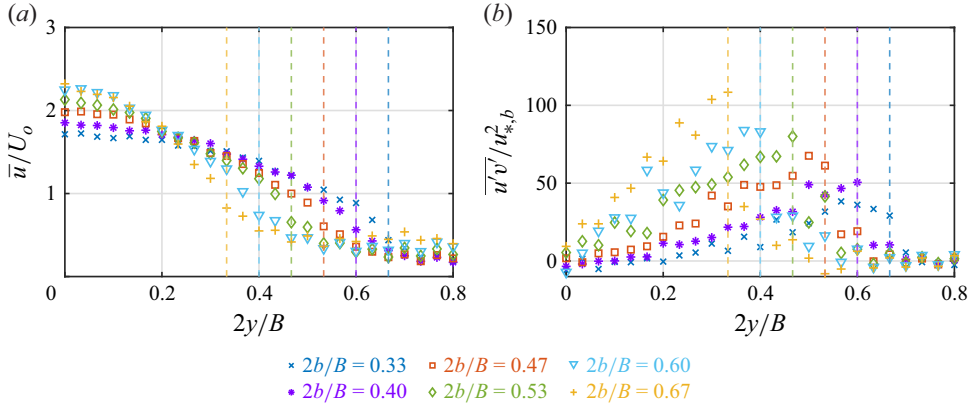 (a)
(b)
3
2
1
0
0.2
0.4
0.6
0.8
u̅/U_o
2y/B
150
100
50
0
0
0.2
0.4
0.6
0.8
\overline{u′v′}/u²_{*,b}
2y/B
2b/B = 0.33
2b/B = 0.47
2b/B = 0.60
2b/B = 0.40
2b/B = 0.53
2b/B = 0.67